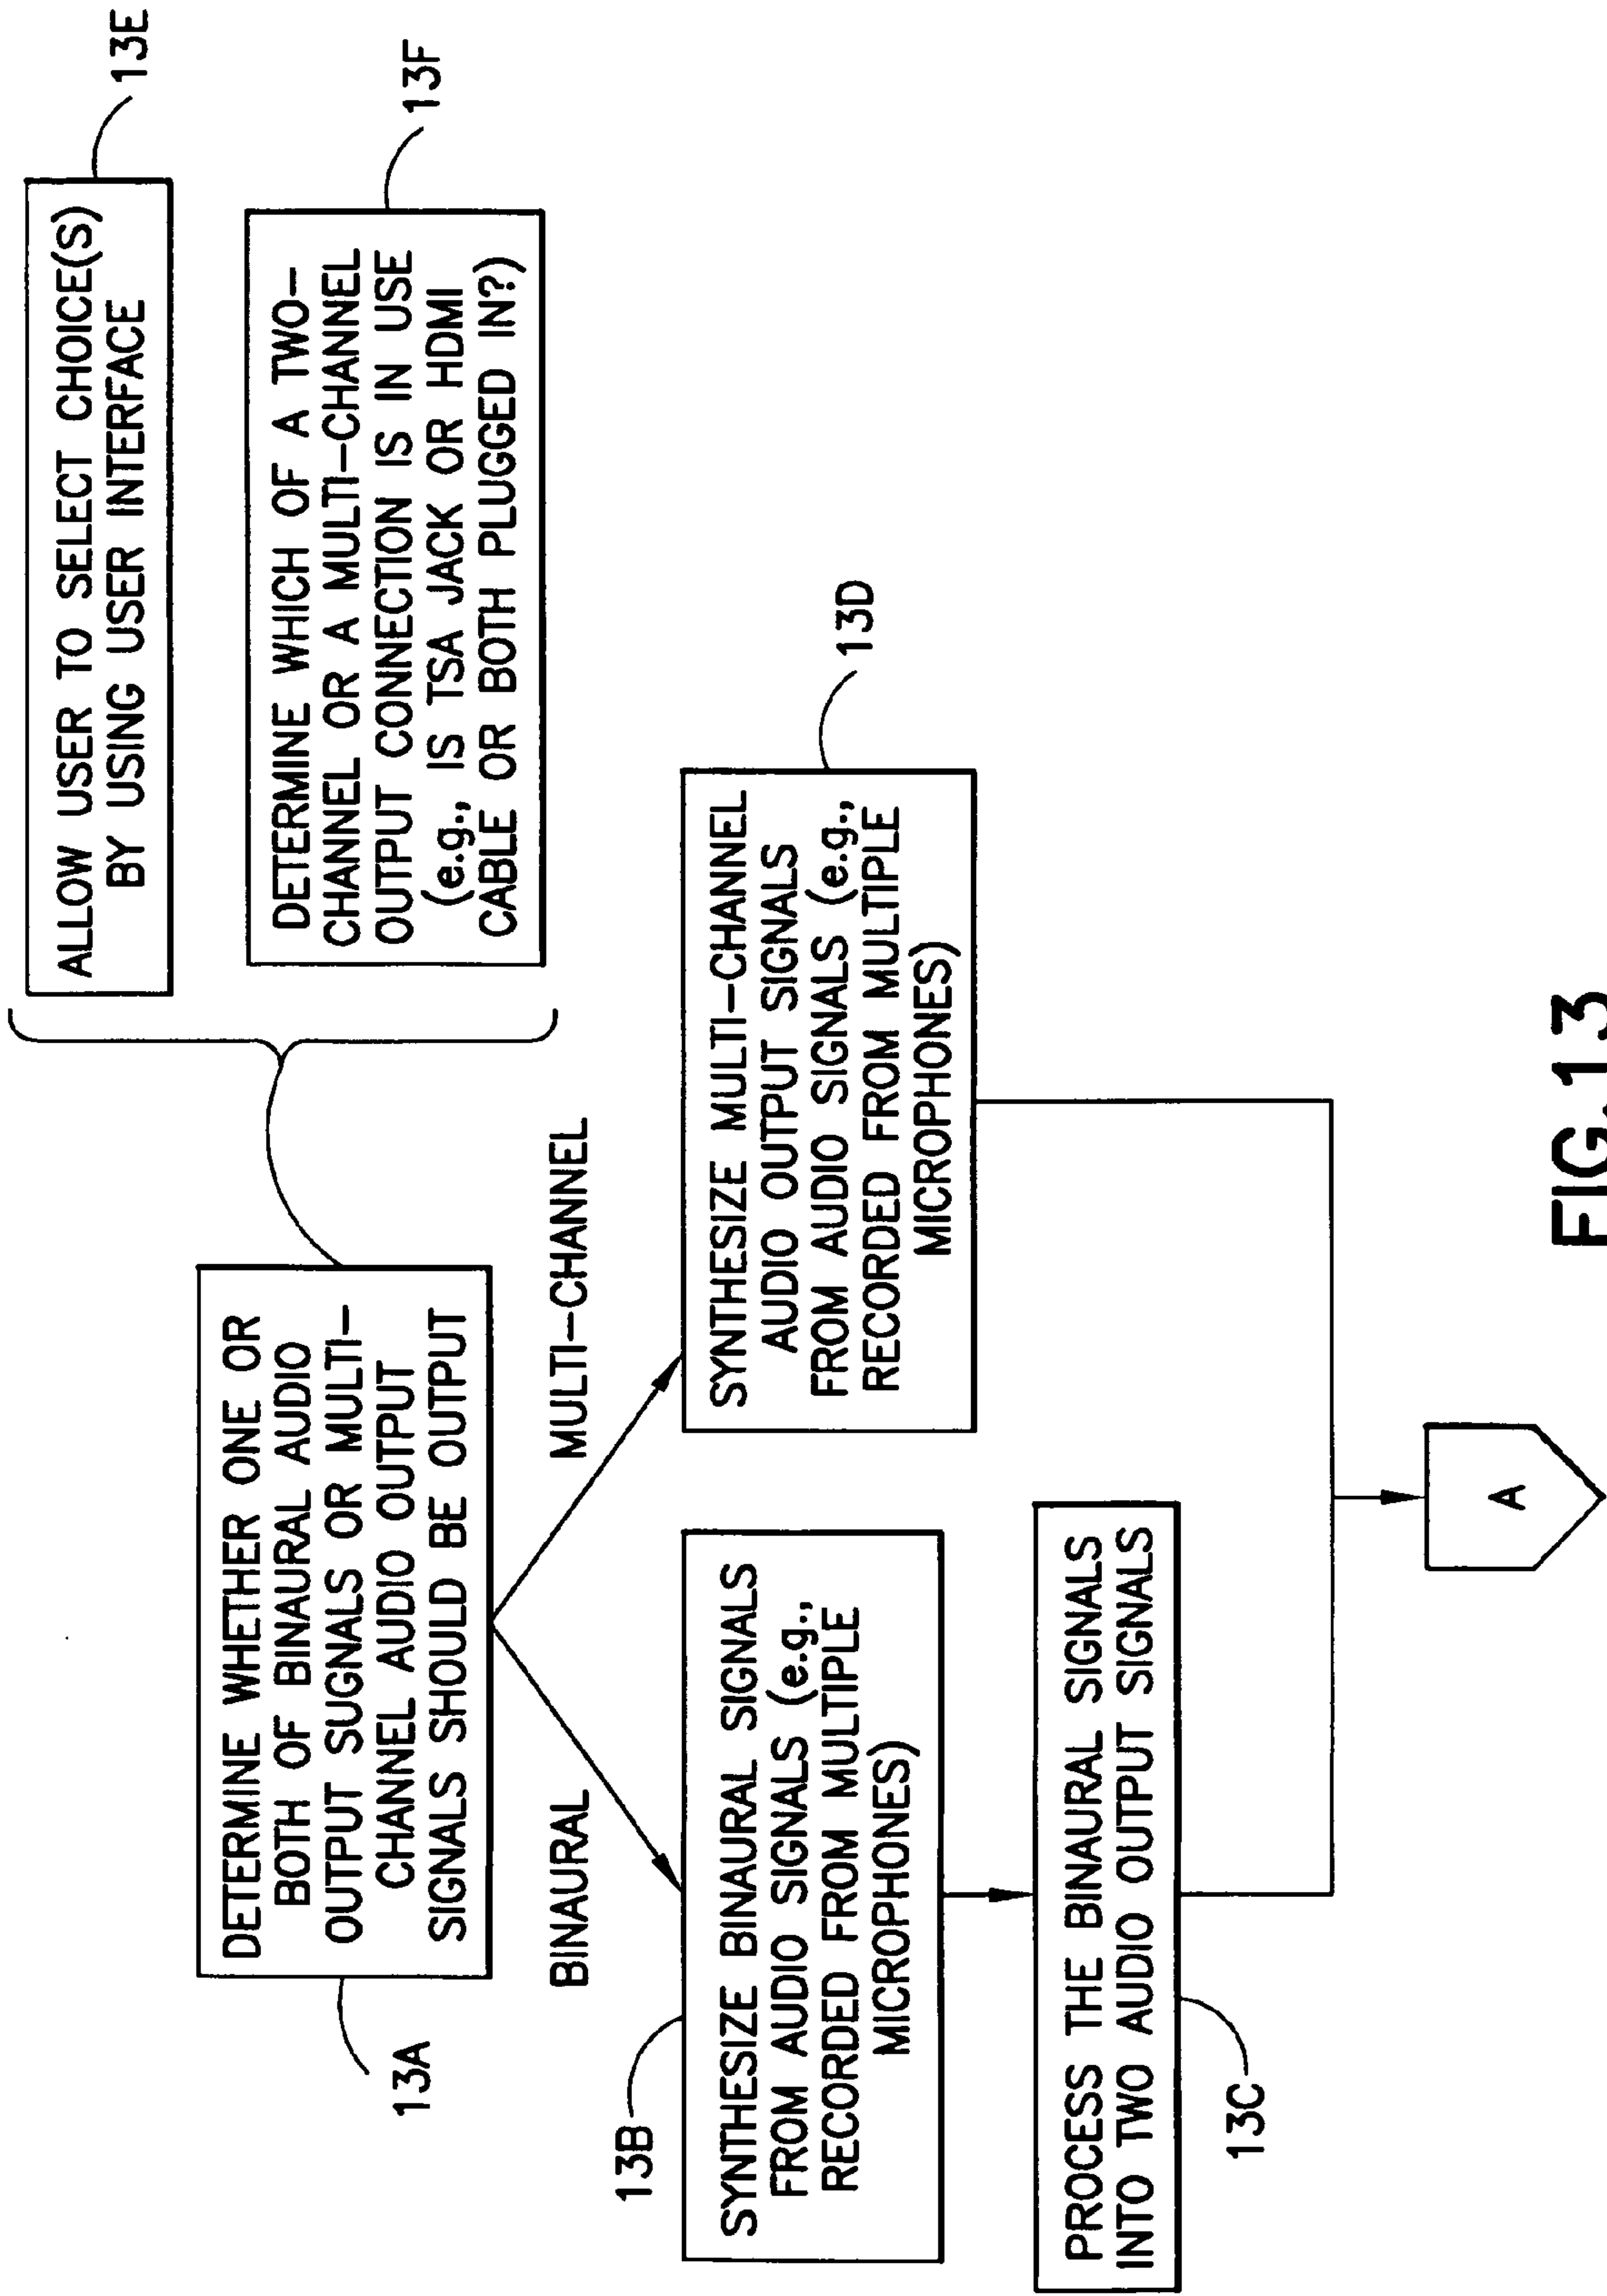 ALLOW USER TO SELECT CHOICE(S)
BY USING USER INTERFACE
13E
DETERMINE WHICH OF A TWO-
CHANNEL OR A MULTI-CHANNEL
OUTPUT CONNECTION IS IN USE
(e.g., IS TSA JACK OR HDMI
CABLE OR BOTH PLUGGED IN?)
13F
DETERMINE WHETHER ONE OR
BOTH OF BINAURAL AUDIO
OUTPUT SUGNALS OR MULTI-
CHANNEL AUDIO OUTPUT
SIGNALS SHOULD BE OUTPUT
13A
BINAURAL
MULTI-CHANNEL
13B
SYNTHESIZE BINAURAL SIGNALS
FROM AUDIO SIGNALS (e.g.,
RECORDED FROM MULTIPLE
MICROPHONES)
SYNTHESIZE MULTI-CHANNEL
AUDIO OUTPUT SIGNALS
FROM AUDIO SIGNALS (e.g.,
RECORDED FROM MULTIPLE
MICROPHONES)
13D
PROCESS THE BINAURAL SIGNALS
INTO TWO AUDIO OUTPUT SIGNALS
13C
A
FIG.13